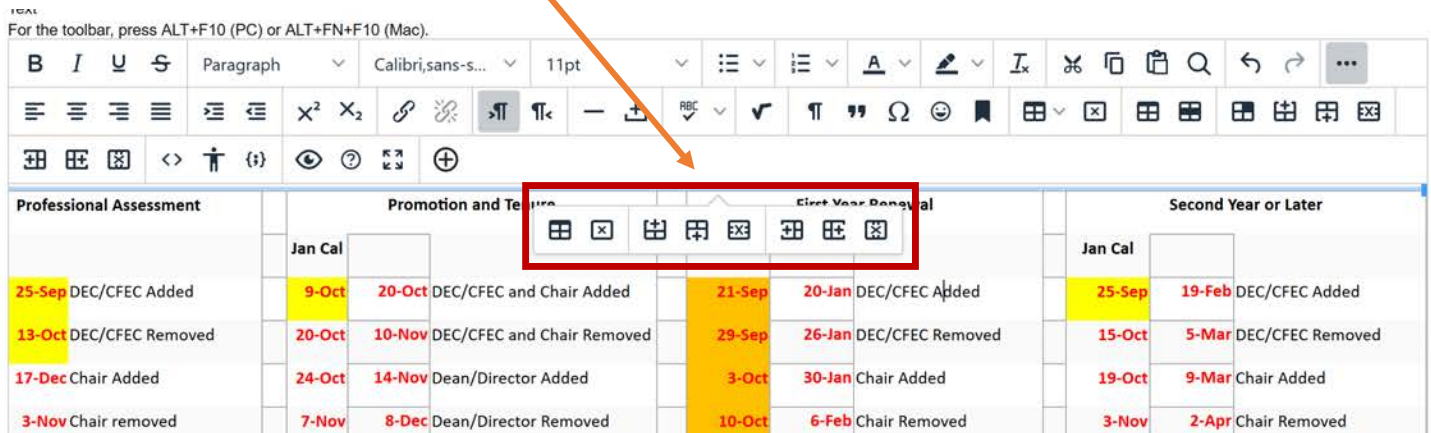 Text
For the toolbar, press ALT+F10 (PC) or ALT+FN+F10 (Mac).
B I U S Paragraph Calibri,sans-s... 11pt A
ABC
Professional Assessment Promotion and Tenure First Year Renewal Second Year or Later
Jan Cal Jan Cal
25-Sep DEC/CFEC Added 9-Oct 20-Oct DEC/CFEC and Chair Added 21-Sep 20-Jan DEC/CFEC Added 25-Sep 19-Feb DEC/CFEC Added
13-Oct DEC/CFEC Removed 20-Oct 10-Nov DEC/CFEC and Chair Removed 29-Sep 26-Jan DEC/CFEC Removed 15-Oct 5-Mar DEC/CFEC Removed
17-Dec Chair Added 24-Oct 14-Nov Dean/Director Added 3-Oct 30-Jan Chair Added 19-Oct 9-Mar Chair Added
3-Nov Chair removed 7-Nov 8-Dec Dean/Director Removed 10-Oct 6-Feb Chair Removed 3-Nov 2-Apr Chair Removed